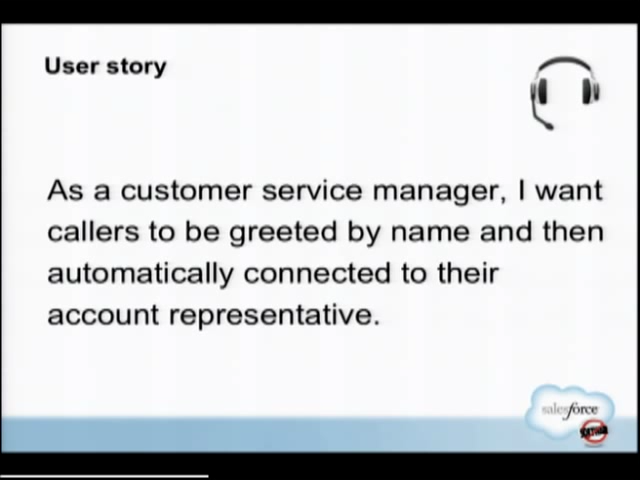 User story
As a customer service manager, I want
callers to be greeted by name and then
automatically connected to their
account representative.
salesforce